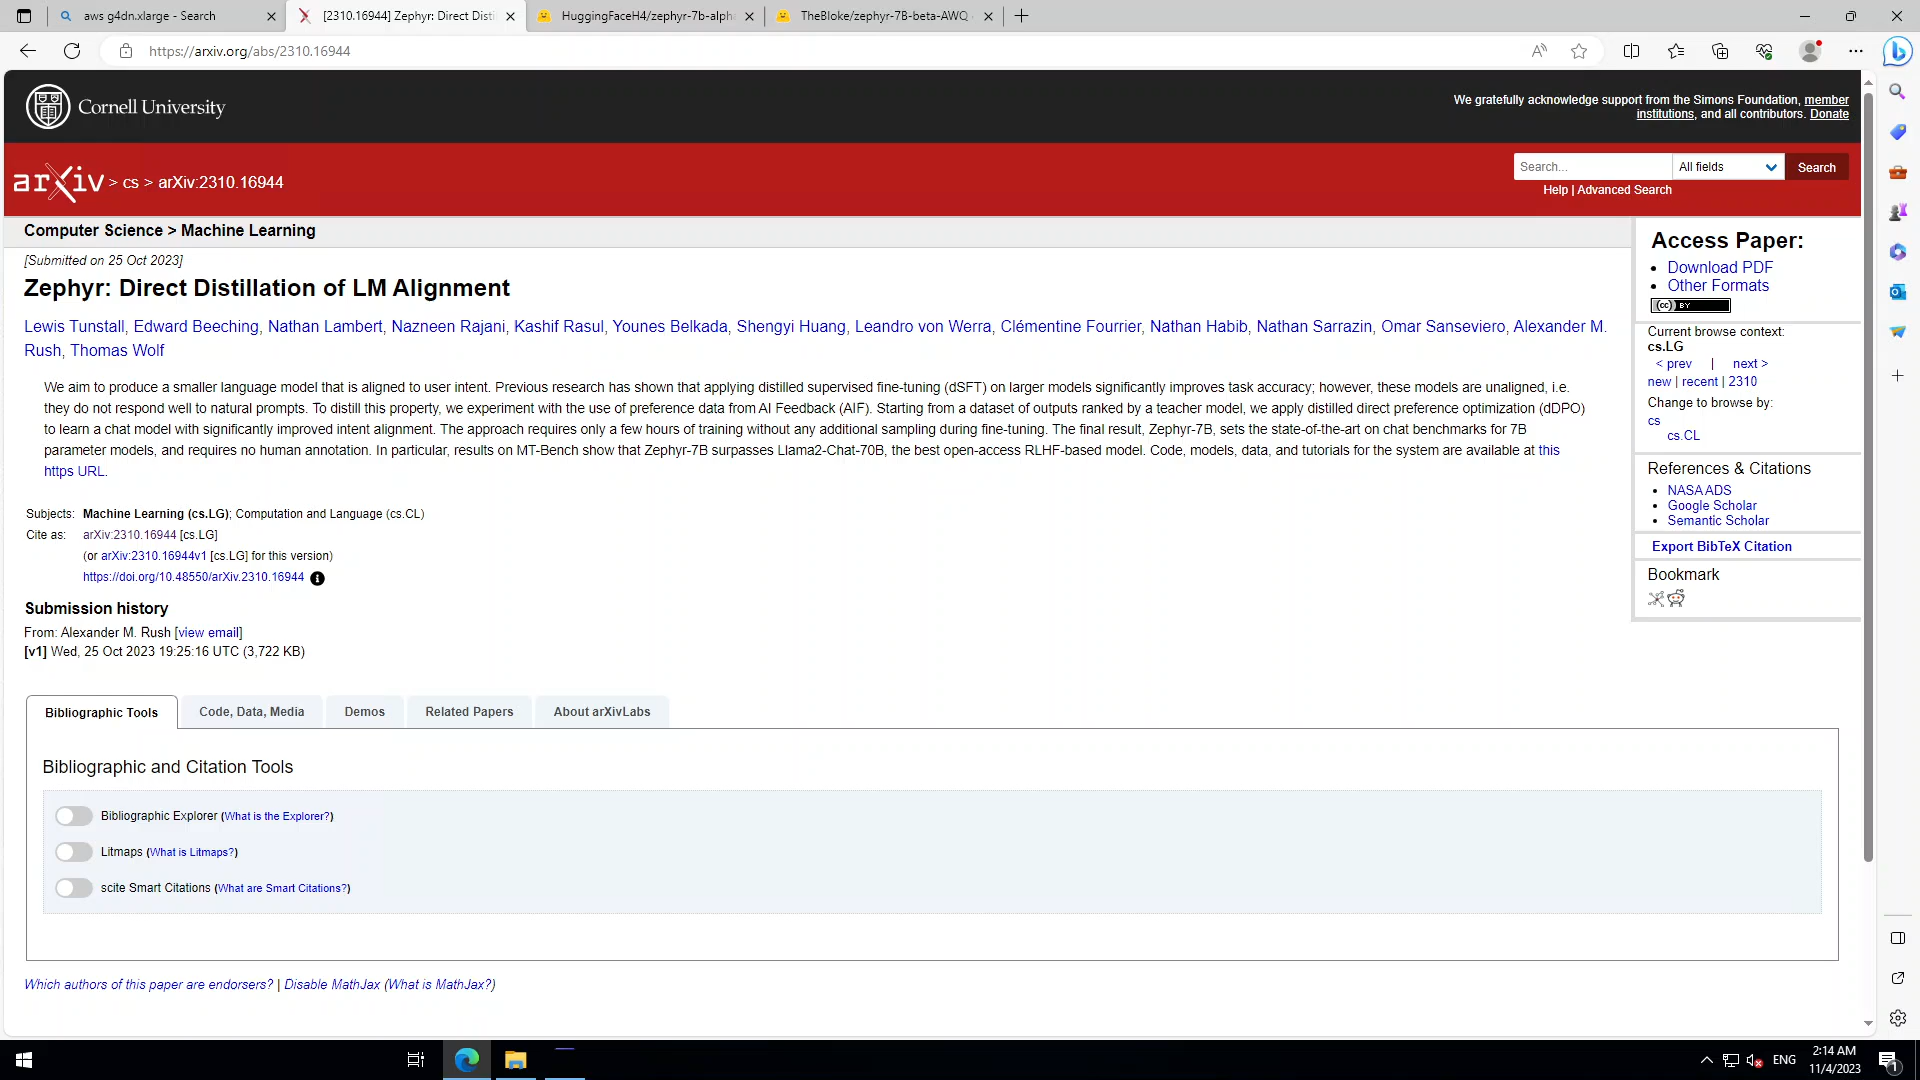 aws g4dn.xlarge - Search
[2310.16944] Zephyr: Direct Disti
HuggingFaceH4/zephyr-7b-alph
TheBloke/zephyr-7B-beta-AWQ
https://arxiv.org/abs/2310.16944
Cornell University
We gratefully acknowledge support from the Simons Foundation, member
institutions, and all contributors. Donate
arXiv > cs > arXiv:2310.16944
Search...
All fields
Search
Help | Advanced Search
Computer Science > Machine Learning
[Submitted on 25 Oct 2023]
Zephyr: Direct Distillation of LM Alignment
Lewis Tunstall, Edward Beeching, Nathan Lambert, Nazneen Rajani, Kashif Rasul, Younes Belkada, Shengyi Huang, Leandro von Werra, Clémentine Fourrier, Nathan Habib, Nathan Sarrazin, Omar Sanseviero, Alexander M.
Rush, Thomas Wolf
We aim to produce a smaller language model that is aligned to user intent. Previous research has shown that applying distilled supervised fine-tuning (dSFT) on larger models significantly improves task accuracy; however, these models are unaligned, i.e.
they do not respond well to natural prompts. To distill this property, we experiment with the use of preference data from AI Feedback (AIF). Starting from a dataset of outputs ranked by a teacher model, we apply distilled direct preference optimization (dDPO)
to learn a chat model with significantly improved intent alignment. The approach requires only a few hours of training without any additional sampling during fine-tuning. The final result, Zephyr-7B, sets the state-of-the-art on chat benchmarks for 7B
parameter models, and requires no human annotation. In particular, results on MT-Bench show that Zephyr-7B surpasses Llama2-Chat-70B, the best open-access RLHF-based model. Code, models, data, and tutorials for the system are available at this
https URL.
Subjects: Machine Learning (cs.LG); Computation and Language (cs.CL)
Cite as: arXiv:2310.16944 [cs.LG]
(or arXiv:2310.16944v1 [cs.LG] for this version)
https://doi.org/10.48550/arXiv.2310.16944
Submission history
From: Alexander M. Rush [view email]
[v1] Wed, 25 Oct 2023 19:25:16 UTC (3,722 KB)
Access Paper:
Download PDF
Other Formats
(cc) BY
Current browse context:
cs.LG
< prev | next >
new | recent | 2310
Change to browse by:
cs
cs.CL
References & Citations
NASA ADS
Google Scholar
Semantic Scholar
Export BibTeX Citation
Bookmark
Bibliographic Tools
Code, Data, Media
Demos
Related Papers
About arXivLabs
Bibliographic and Citation Tools
Bibliographic Explorer (What is the Explorer?)
Litmaps (What is Litmaps?)
scite Smart Citations (What are Smart Citations?)
Which authors of this paper are endorsers? | Disable MathJax (What is MathJax?)
ENG
2:14 AM
11/4/2023
1